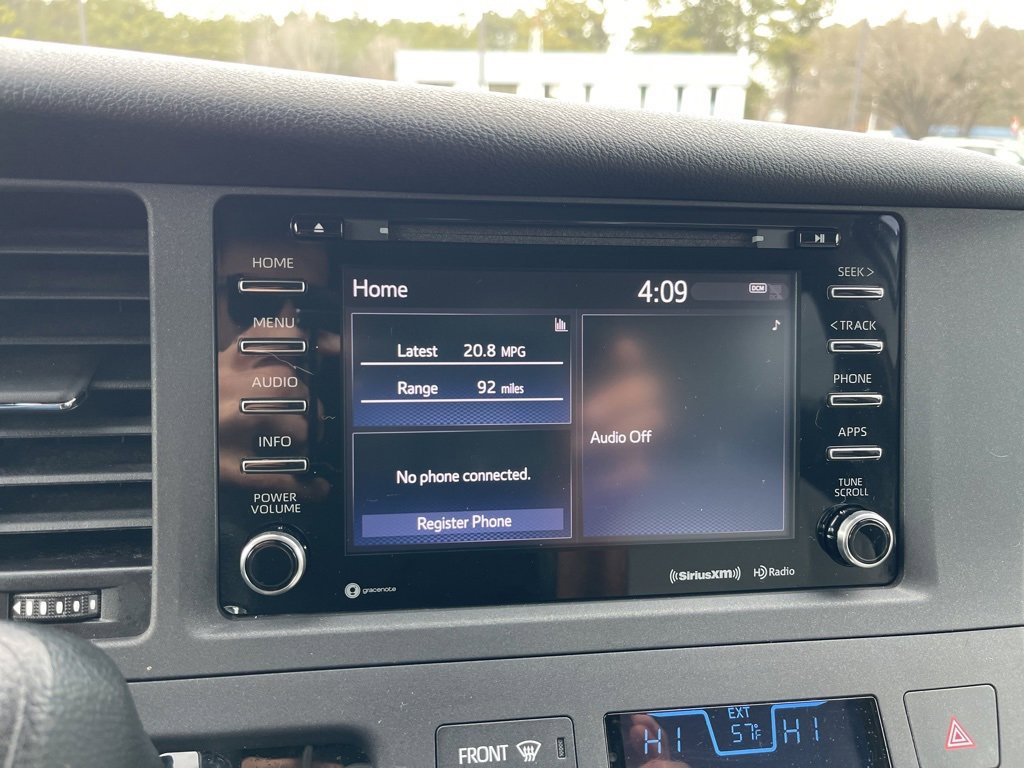 HOME
MENU
AUDIO
INFO
POWER
VOLUME
Home
4:09
DCM
Latest 20.8 MPG
Range 92 miles
No phone connected.
Register Phone
Audio Off
SEEK >
< TRACK
PHONE
APPS
TUNE
SCROLL
gracenote
((SiriusXM))
HD Radio
FRONT
HI
EXT
57°F
HI